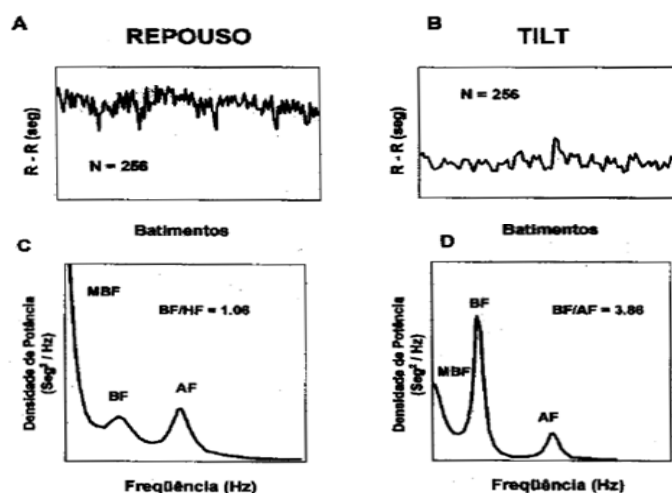 A
REPOUSO
R - R (seg)
N = 256
Batimentos
B
TILT
R - R (seg)
N = 256
Batimentos
C
Densidade de Potência
(Seg² / Hz)
MBF
BF/HF = 1.06
BF
AF
Freqüência (Hz)
D
Densidade de Potência
(Seg² / Hz)
MBF
BF
BF/AF = 3.86
AF
Freqüência (Hz)